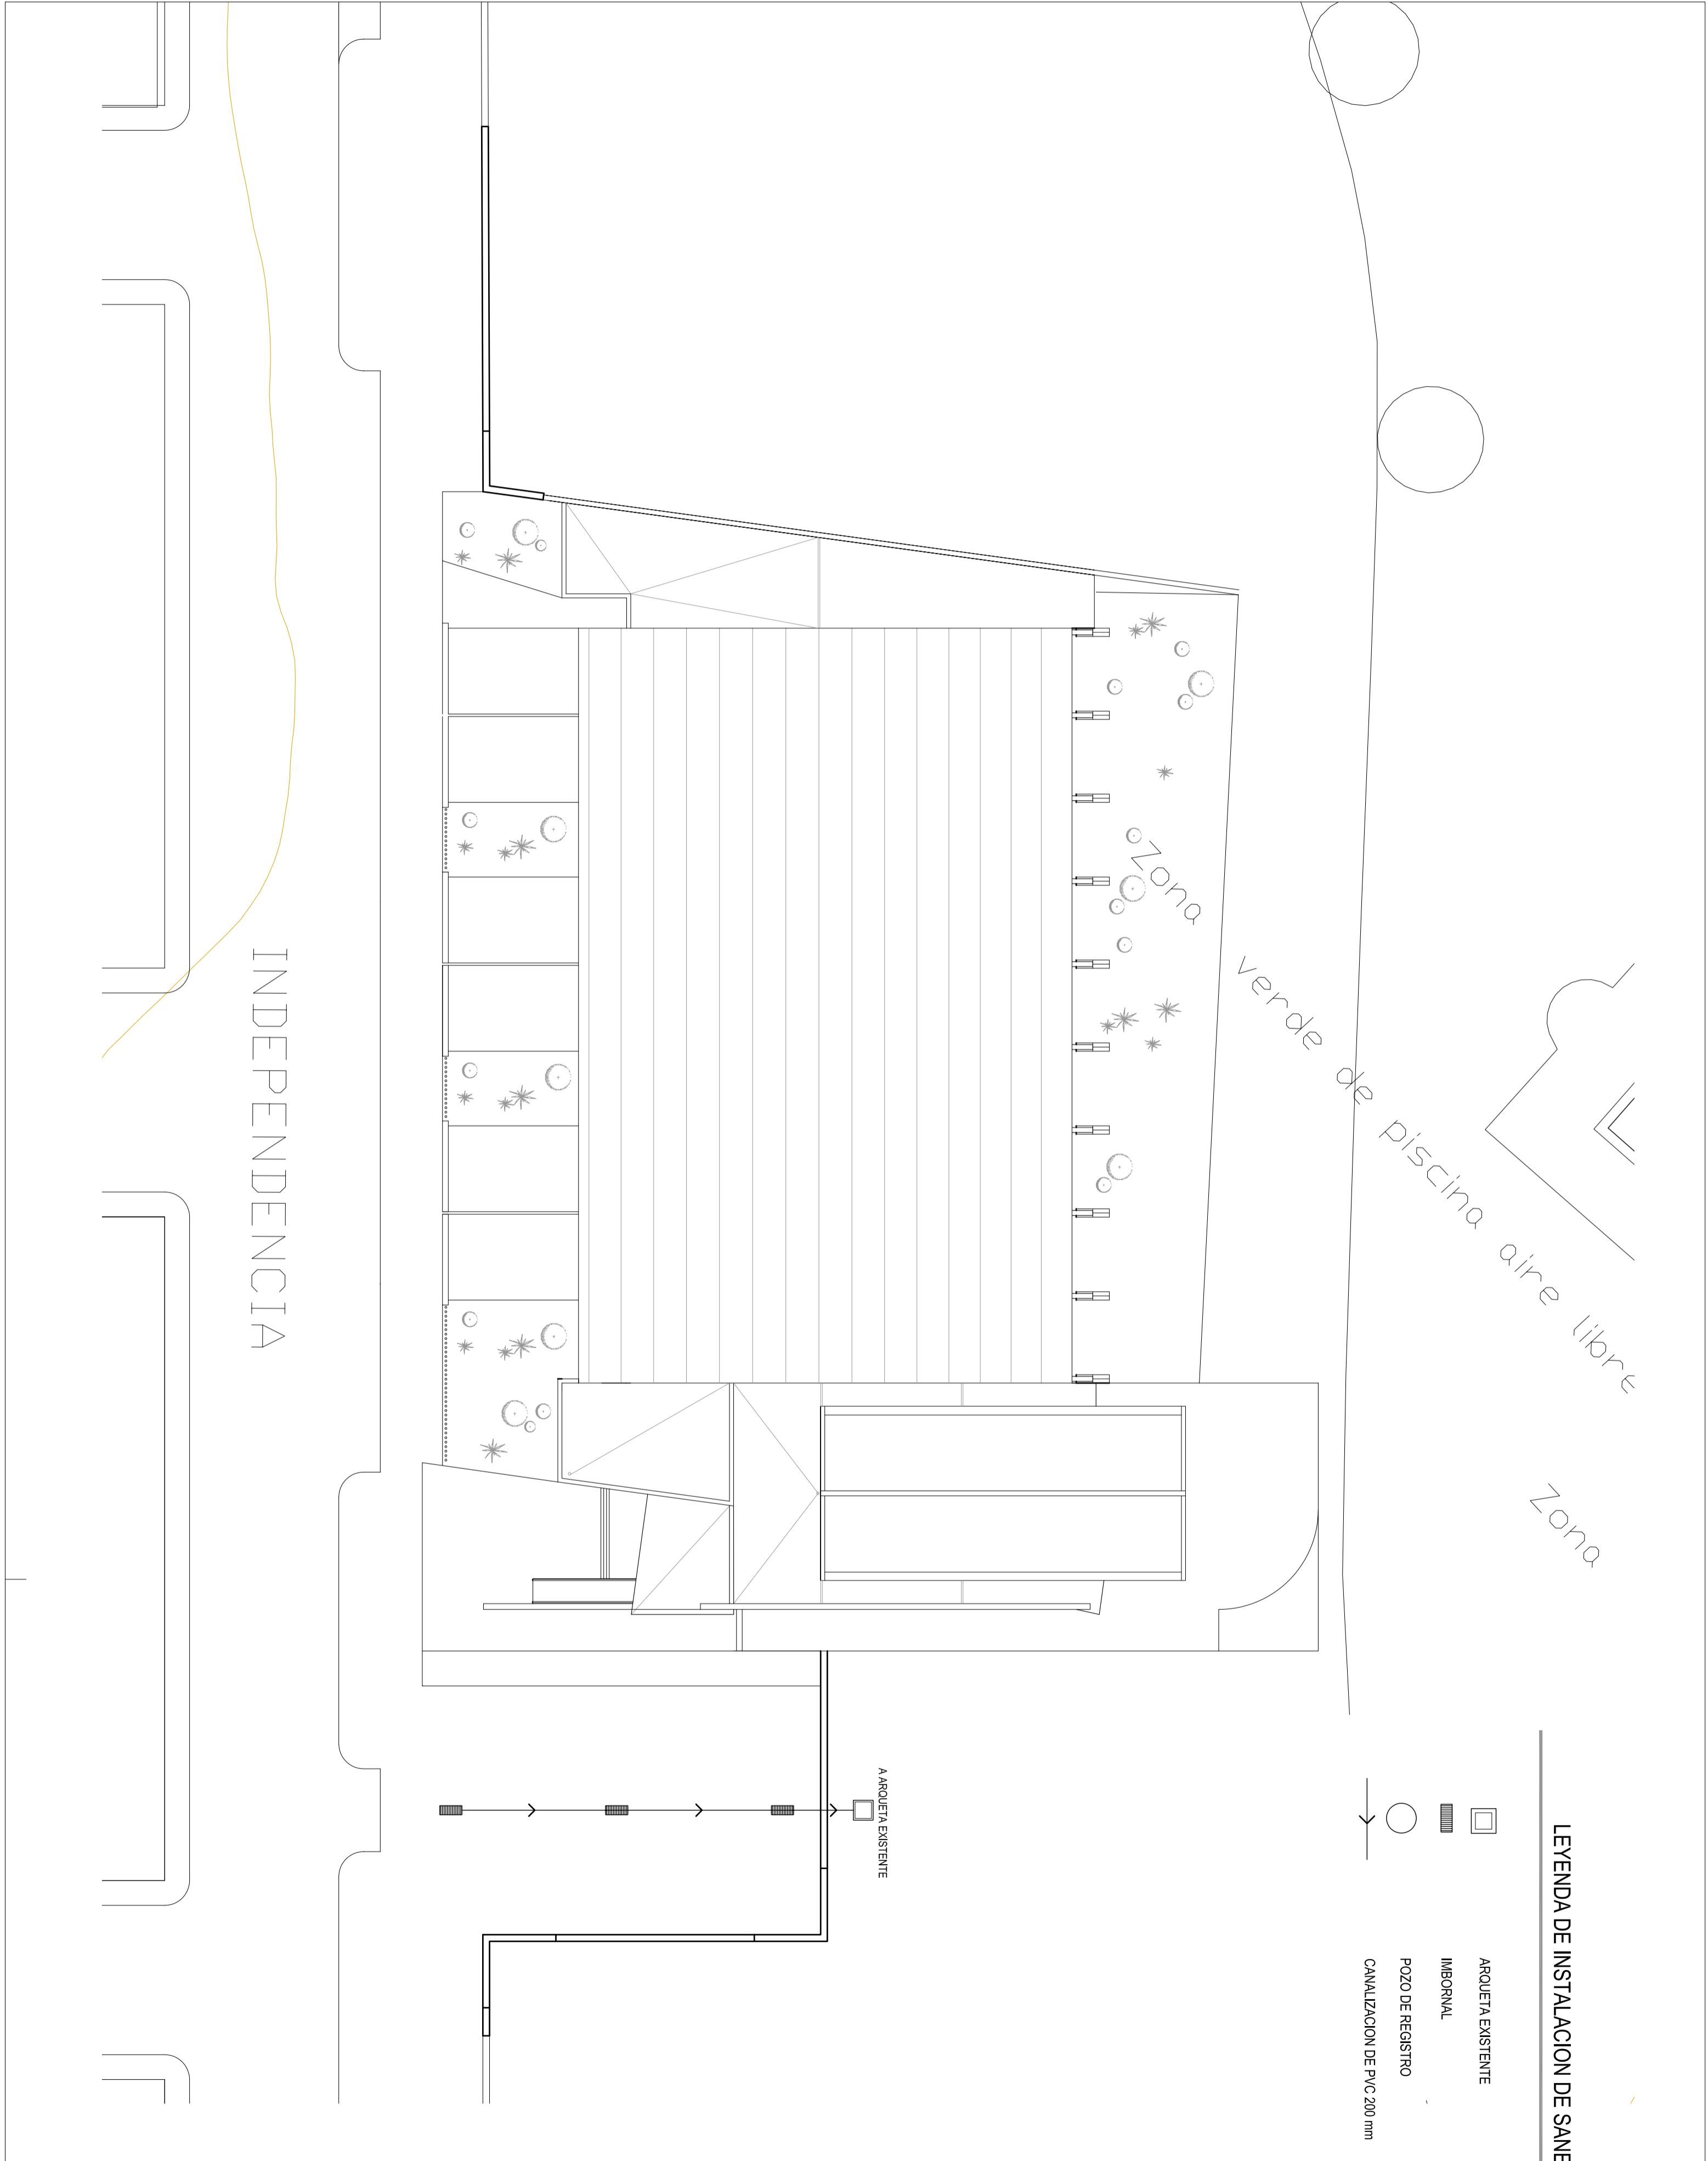 INDEPENDENCIA
Zona verde de piscina aire libre
Zona
A ARQUETA EXISTENTE
LEYENDA DE INSTALACION DE SANE
ARQUETA EXISTENTE
IMBORNAL
POZO DE REGISTRO
CANALIZACION DE PVC 200 mm